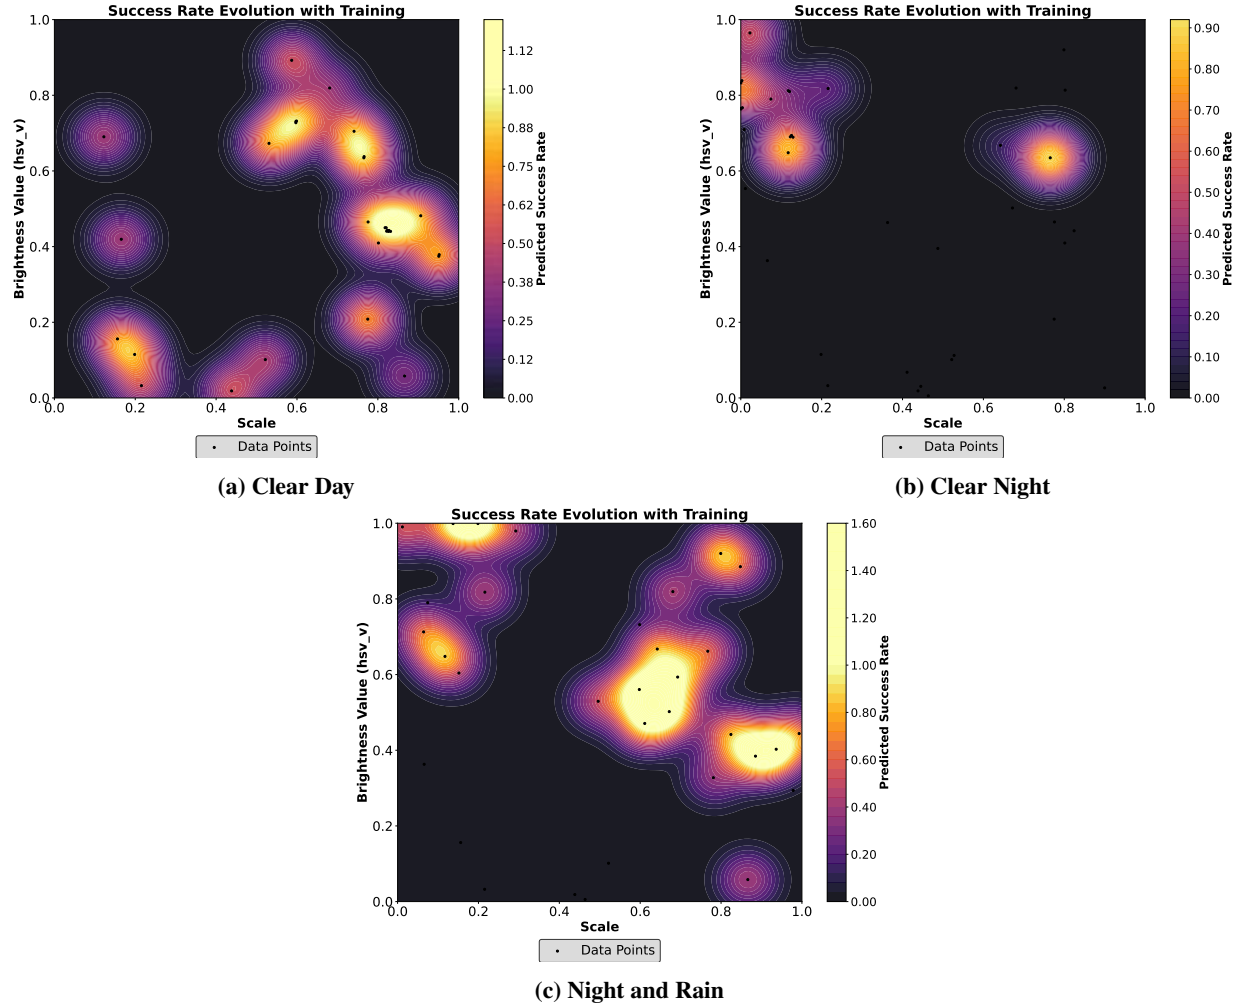 Success Rate Evolution with Training
1.0
0.8
0.6
0.4
0.2
0.0
Brightness Value (hsv_v)
0.0 0.2 0.4 0.6 0.8 1.0
Scale
1.12
1.00
0.88
0.75
0.62
0.50
0.38
0.25
0.12
0.00
Predicted Success Rate
Data Points
(a) Clear Day
Success Rate Evolution with Training
1.0
0.8
0.6
0.4
0.2
0.0
Brightness Value (hsv_v)
0.0 0.2 0.4 0.6 0.8 1.0
Scale
0.90
0.80
0.70
0.60
0.50
0.40
0.30
0.20
0.10
0.00
Predicted Success Rate
Data Points
(b) Clear Night
Success Rate Evolution with Training
1.0
0.8
0.6
0.4
0.2
0.0
Brightness Value (hsv_v)
0.0 0.2 0.4 0.6 0.8 1.0
Scale
1.60
1.40
1.20
1.00
0.80
0.60
0.40
0.20
0.00
Predicted Success Rate
Data Points
(c) Night and Rain